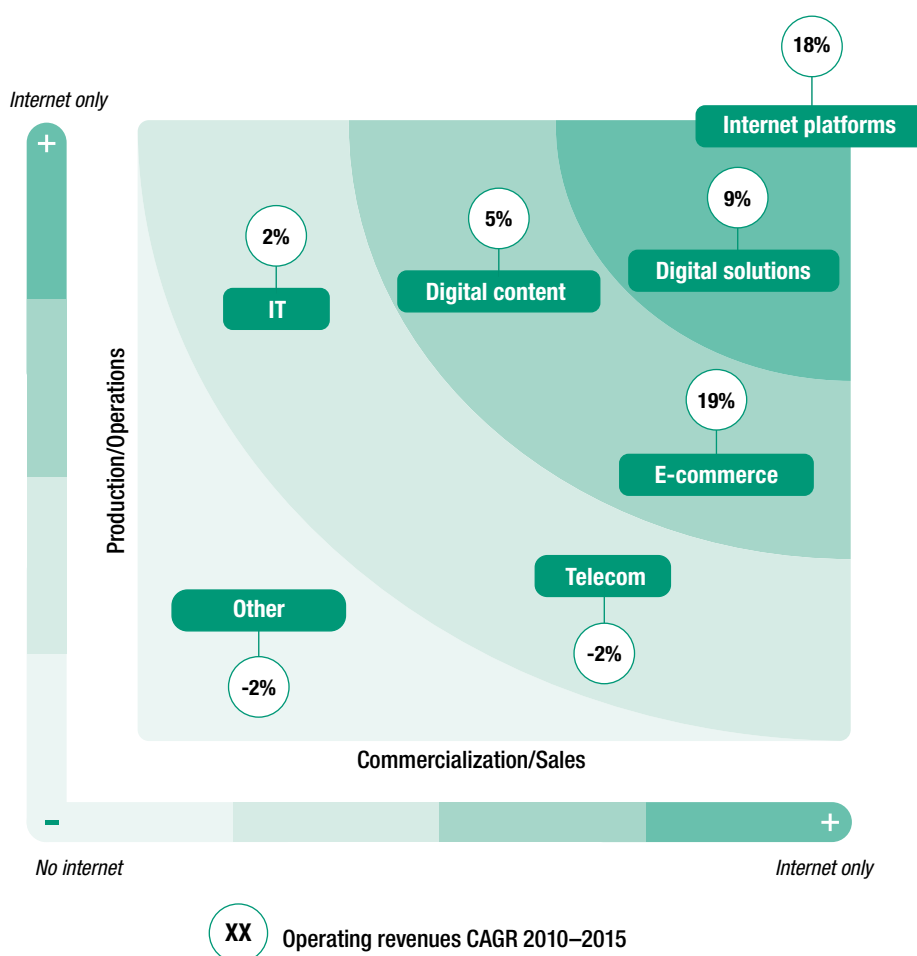 18%
Internet only
Internet platforms
+
9%
5%
2%
Digital solutions
Digital content
IT
Production/Operations
19%
E-commerce
Telecom
Other
-2%
-2%
Commercialization/Sales
-
+
No internet
Internet only
XX Operating revenues CAGR 2010–2015